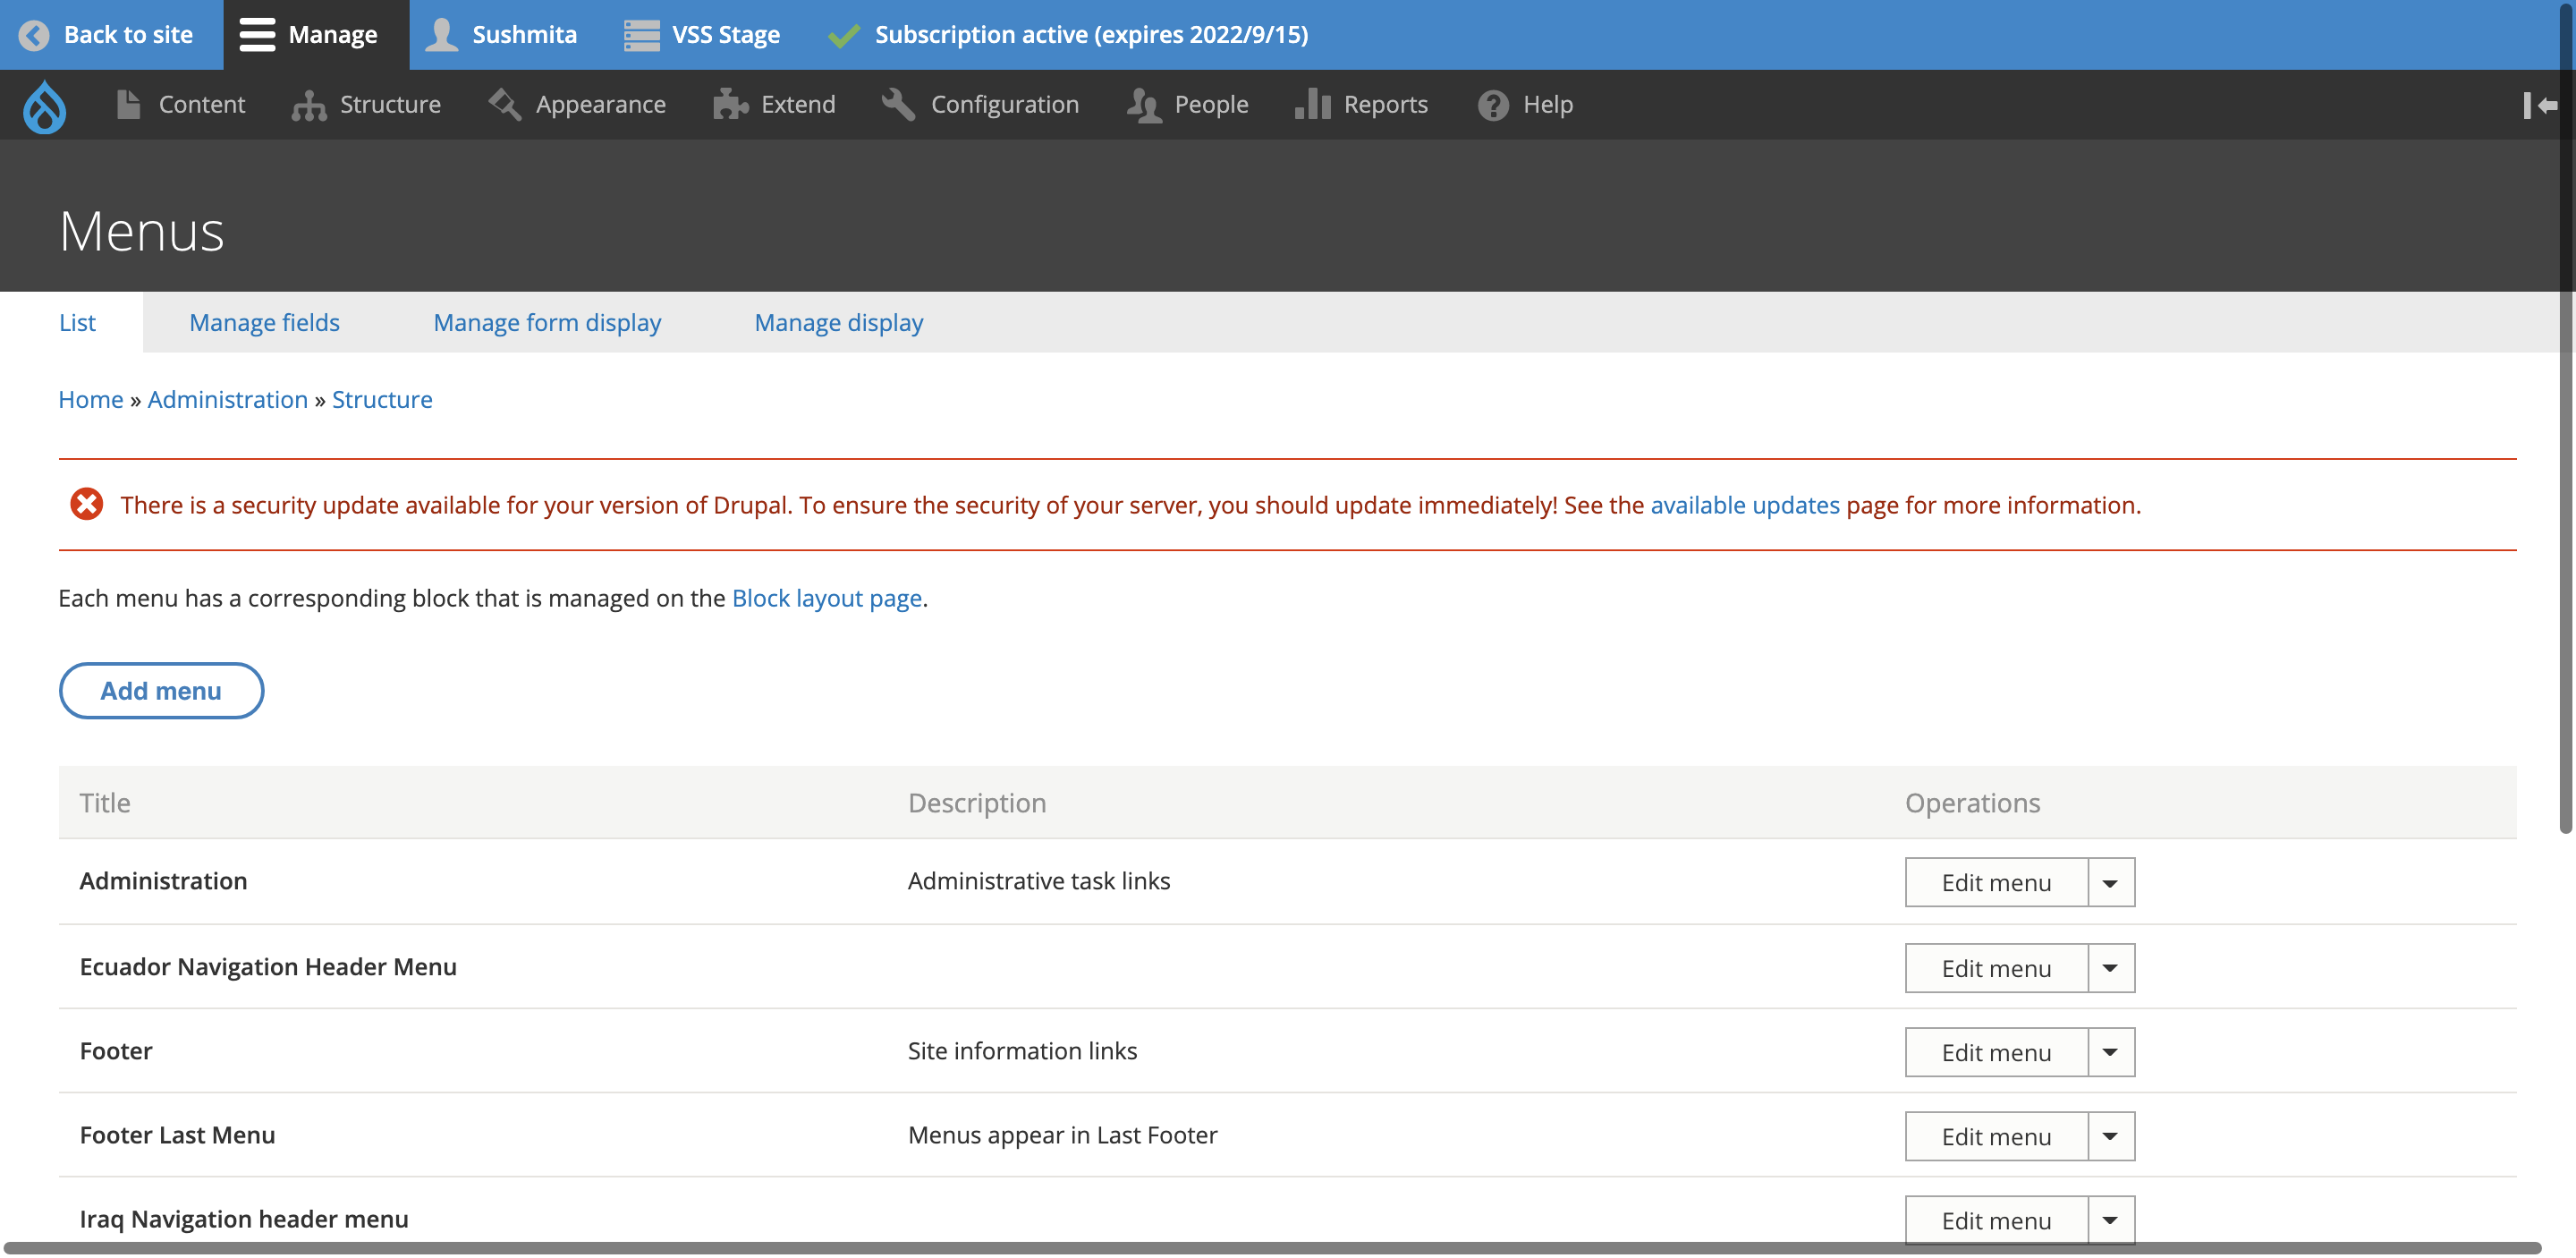 Back to site Manage Sushmita VSS Stage Subscription active (expires 2022/9/15)
Content Structure Appearance Extend Configuration People Reports Help
Menus
List Manage fields Manage form display Manage display
Home » Administration » Structure
There is a security update available for your version of Drupal. To ensure the security of your server, you should update immediately! See the available updates page for more information.
Each menu has a corresponding block that is managed on the Block layout page.
Add menu
Title Description Operations
Administration Administrative task links Edit menu
Ecuador Navigation Header Menu Edit menu
Footer Site information links Edit menu
Footer Last Menu Menus appear in Last Footer Edit menu
Iraq Navigation header menu Edit menu